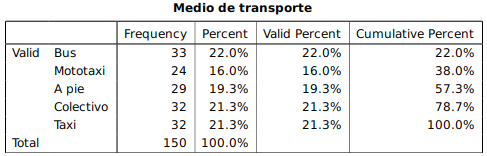 Medio de transporte
Frequency Percent Valid Percent Cumulative Percent
Valid Bus 33 22.0% 22.0% 22.0%
Mototaxi 24 16.0% 16.0% 38.0%
A pie 29 19.3% 19.3% 57.3%
Colectivo 32 21.3% 21.3% 78.7%
Taxi 32 21.3% 21.3% 100.0%
Total 150 100.0%